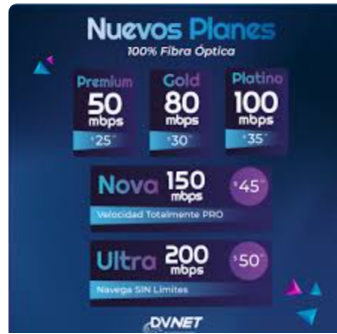 Nuevos Planes
100% Fibra Óptica
Premium
50
mbps
$25
Gold
80
mbps
$30
Platino
100
mbps
$35
Nova 150
mbps
$45
Velocidad Totalmente PRO
Ultra 200
mbps
$50
Navega SIN Limites
DVNET